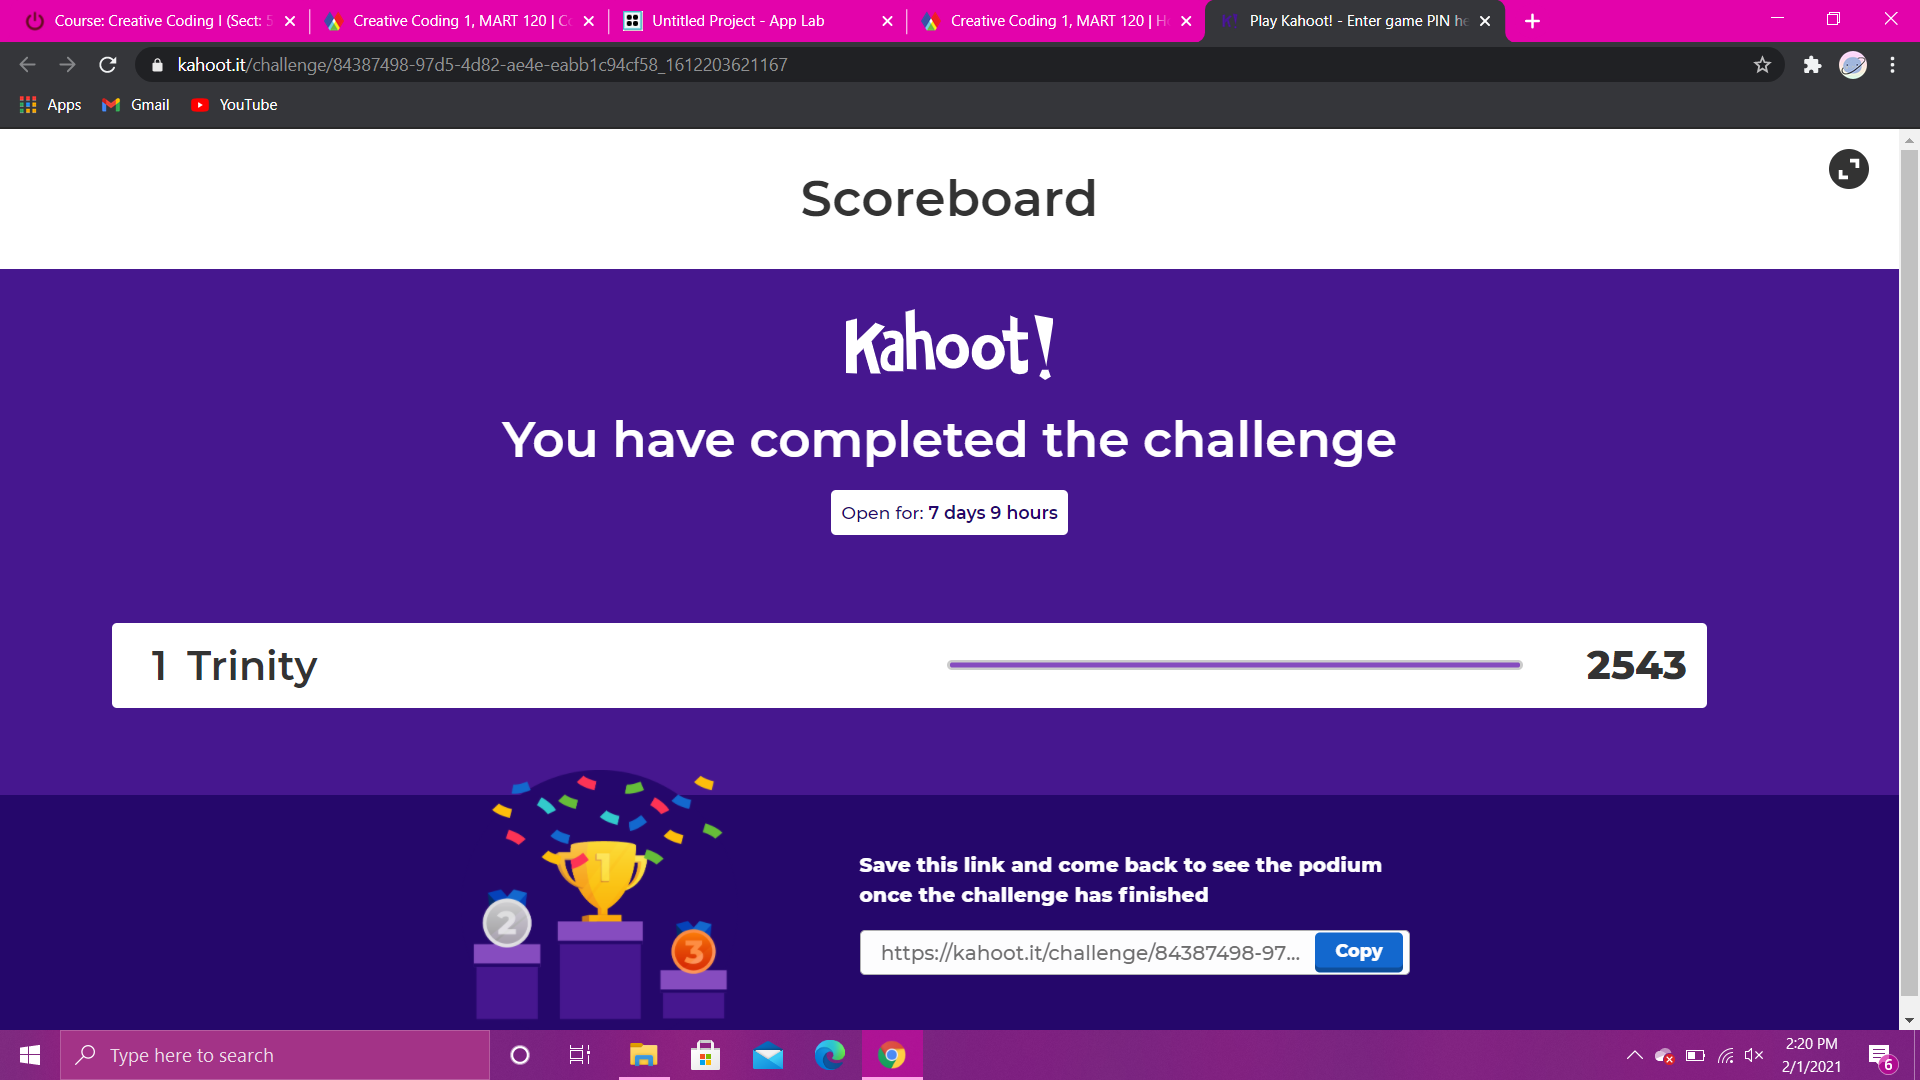 Course: Creative Coding I (Sect: 5
Creative Coding 1, MART 120 | Co
Untitled Project - App Lab
Creative Coding 1, MART 120 | H
Play Kahoot! - Enter game PIN he
kahoot.it/challenge/84387498-97d5-4d82-ae4e-eabb1c94cf58_1612203621167
Apps
Gmail
YouTube
Scoreboard
Kahoot!
You have completed the challenge
Open for: 7 days 9 hours
1 Trinity 2543
1
2
3
Save this link and come back to see the podium
once the challenge has finished
https://kahoot.it/challenge/84387498-97... Copy
Type here to search
2:20 PM
2/1/2021
6